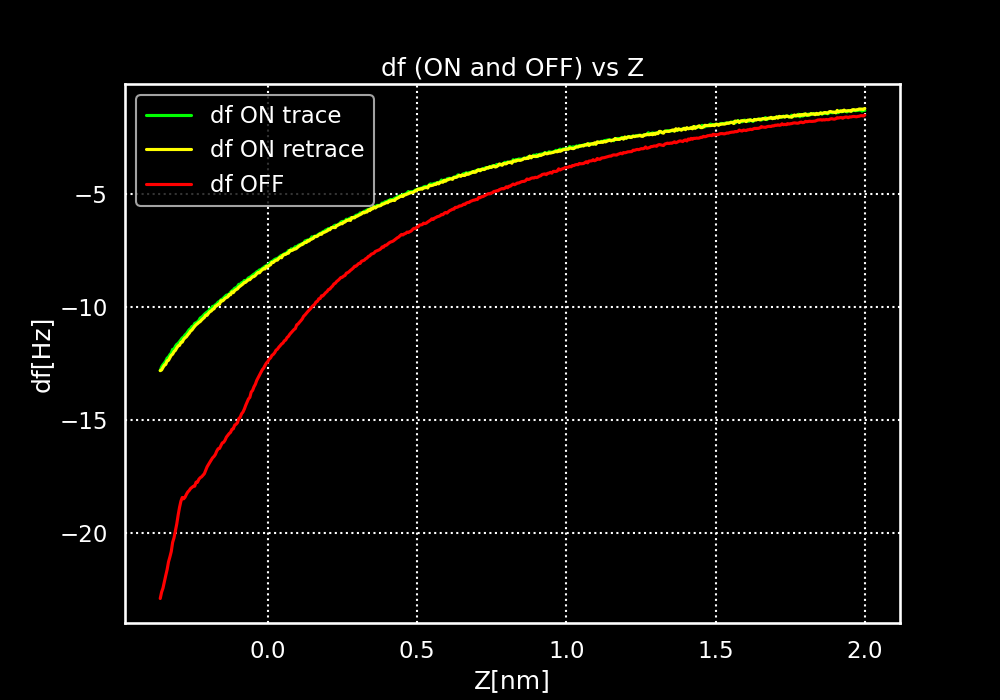 df (ON and OFF) vs Z
df ON trace
df ON retrace
df OFF
−5
−10
−15
−20
df[Hz]
0.0 0.5 1.0 1.5 2.0
Z[nm]